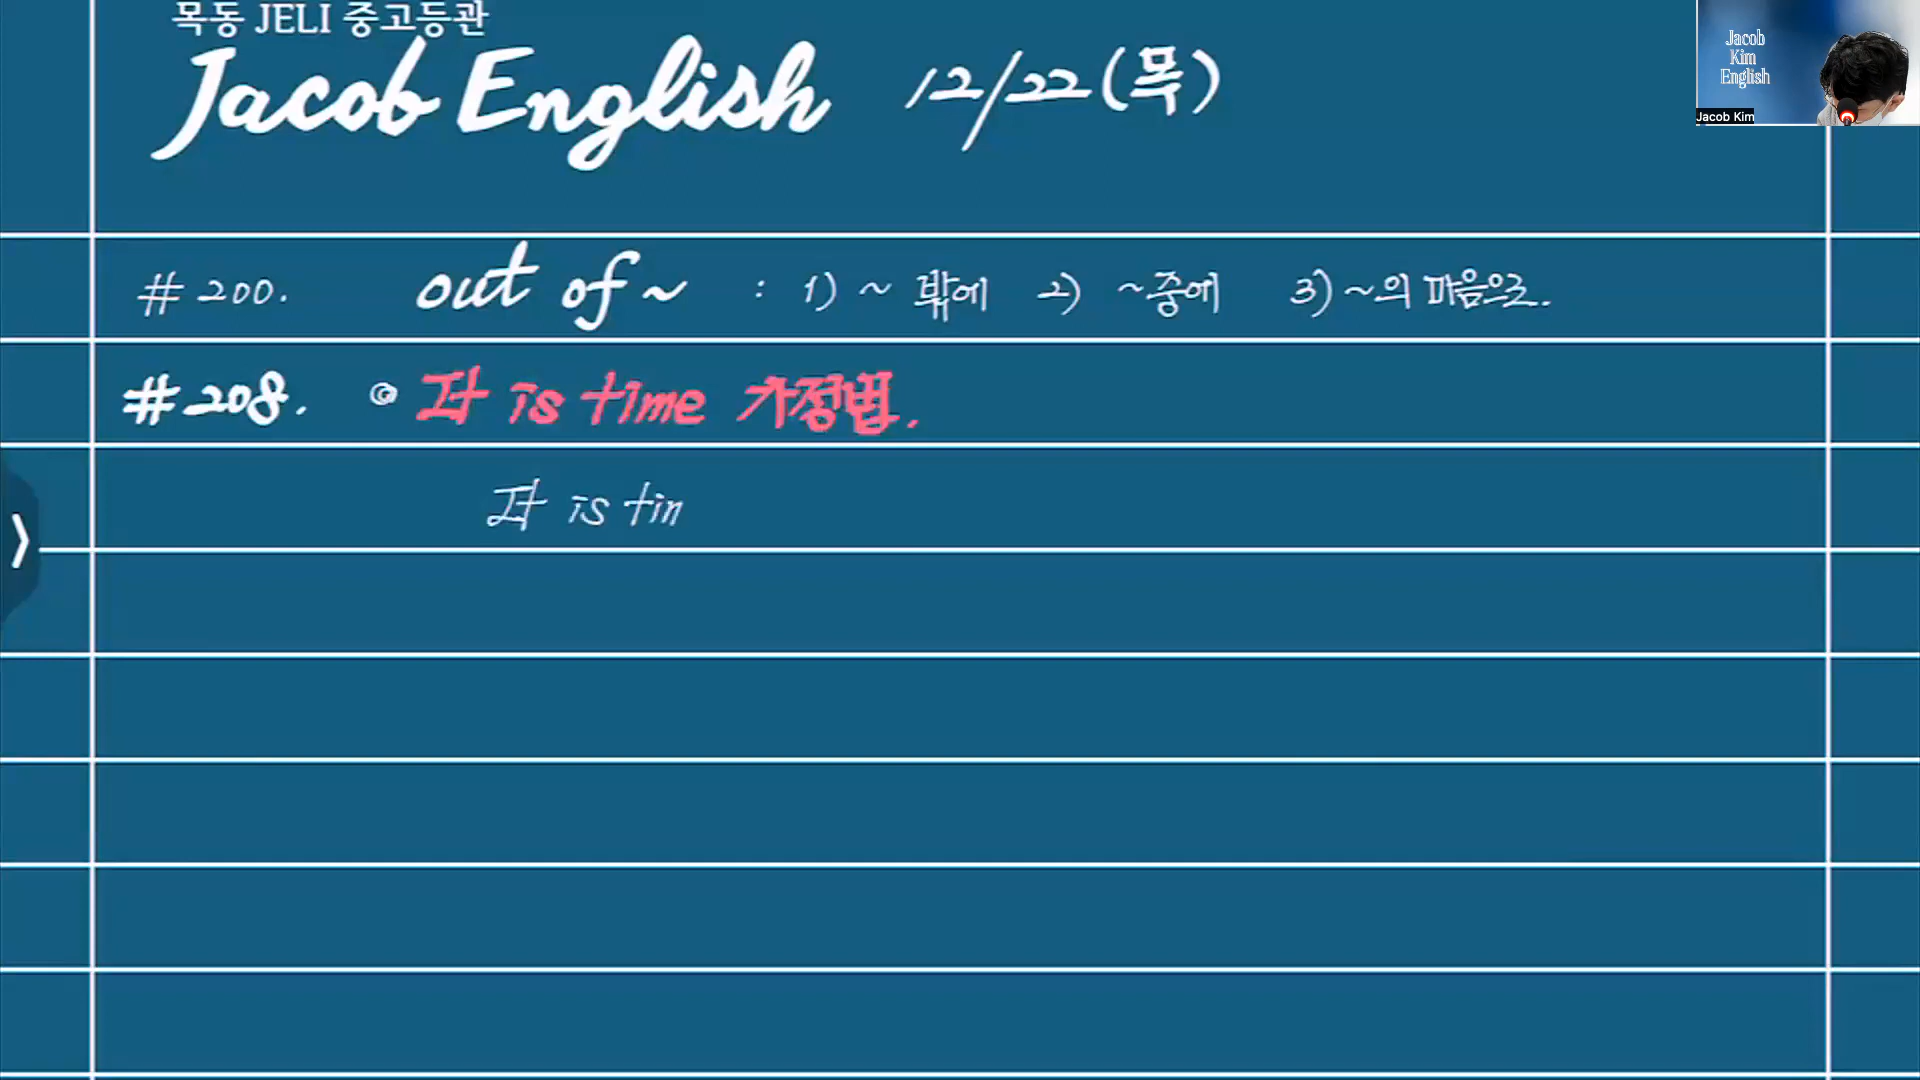 목동 JELI 중고등관
Jacob English 12/22(목)
Jacob
Kim
English
Jacob Kim
# 200. out of ~ : 1) ~ 밖에 2) ~중에 3) ~의 마음으로.
# 208. ◎ It is time 가정법.
It is tin